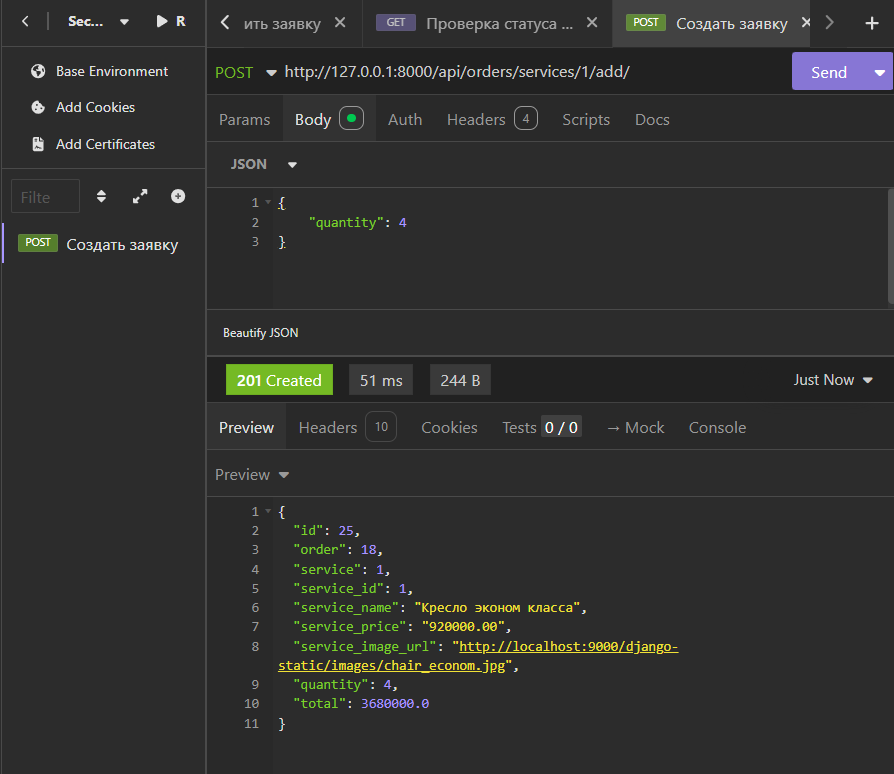 Sec...
R
ить заявку
GET Проверка статуса ...
POST Создать заявку
Base Environment
Add Cookies
Add Certificates
Filte
POST Создать заявку
POST http://127.0.0.1:8000/api/orders/services/1/add/
Send
Params Body Auth Headers 4 Scripts Docs
JSON
1 {
2 "quantity": 4
3 }
Beautify JSON
201 Created 51 ms 244 B Just Now
Preview Headers 10 Cookies Tests 0 / 0 → Mock Console
Preview
1 {
2 "id": 25,
3 "order": 18,
4 "service": 1,
5 "service_id": 1,
6 "service_name": "Кресло эконом класса",
7 "service_price": "920000.00",
8 "service_image_url": "http://localhost:9000/django-
static/images/chair_econom.jpg",
9 "quantity": 4,
10 "total": 3680000.0
11 }